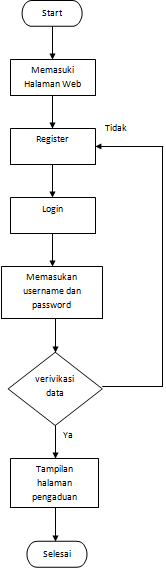 Start
Memasuki
Halaman Web
Tidak
Register
Login
Memasukan
username dan
password
verivikasi
data
Ya
Tampilan
halaman
pengaduan
Selesai